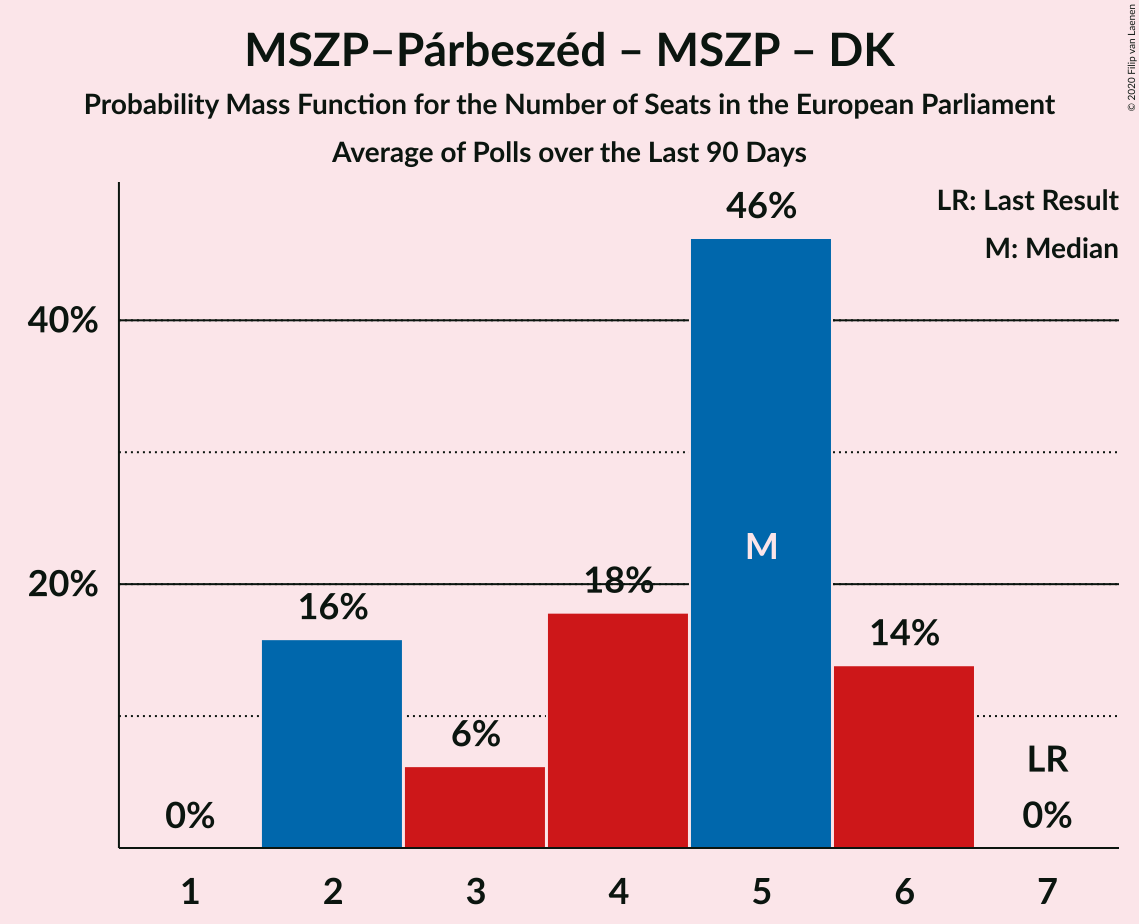 MSZP–Párbeszéd – MSZP – DK
Probability Mass Function for the Number of Seats in the European Parliament
Average of Polls over the Last 90 Days
© 2020 Filip van Laenen
LR: Last Result
M: Median
46%
40%
M
20%
18%
16%
14%
6%
LR
0%
0%
1 2 3 4 5 6 7